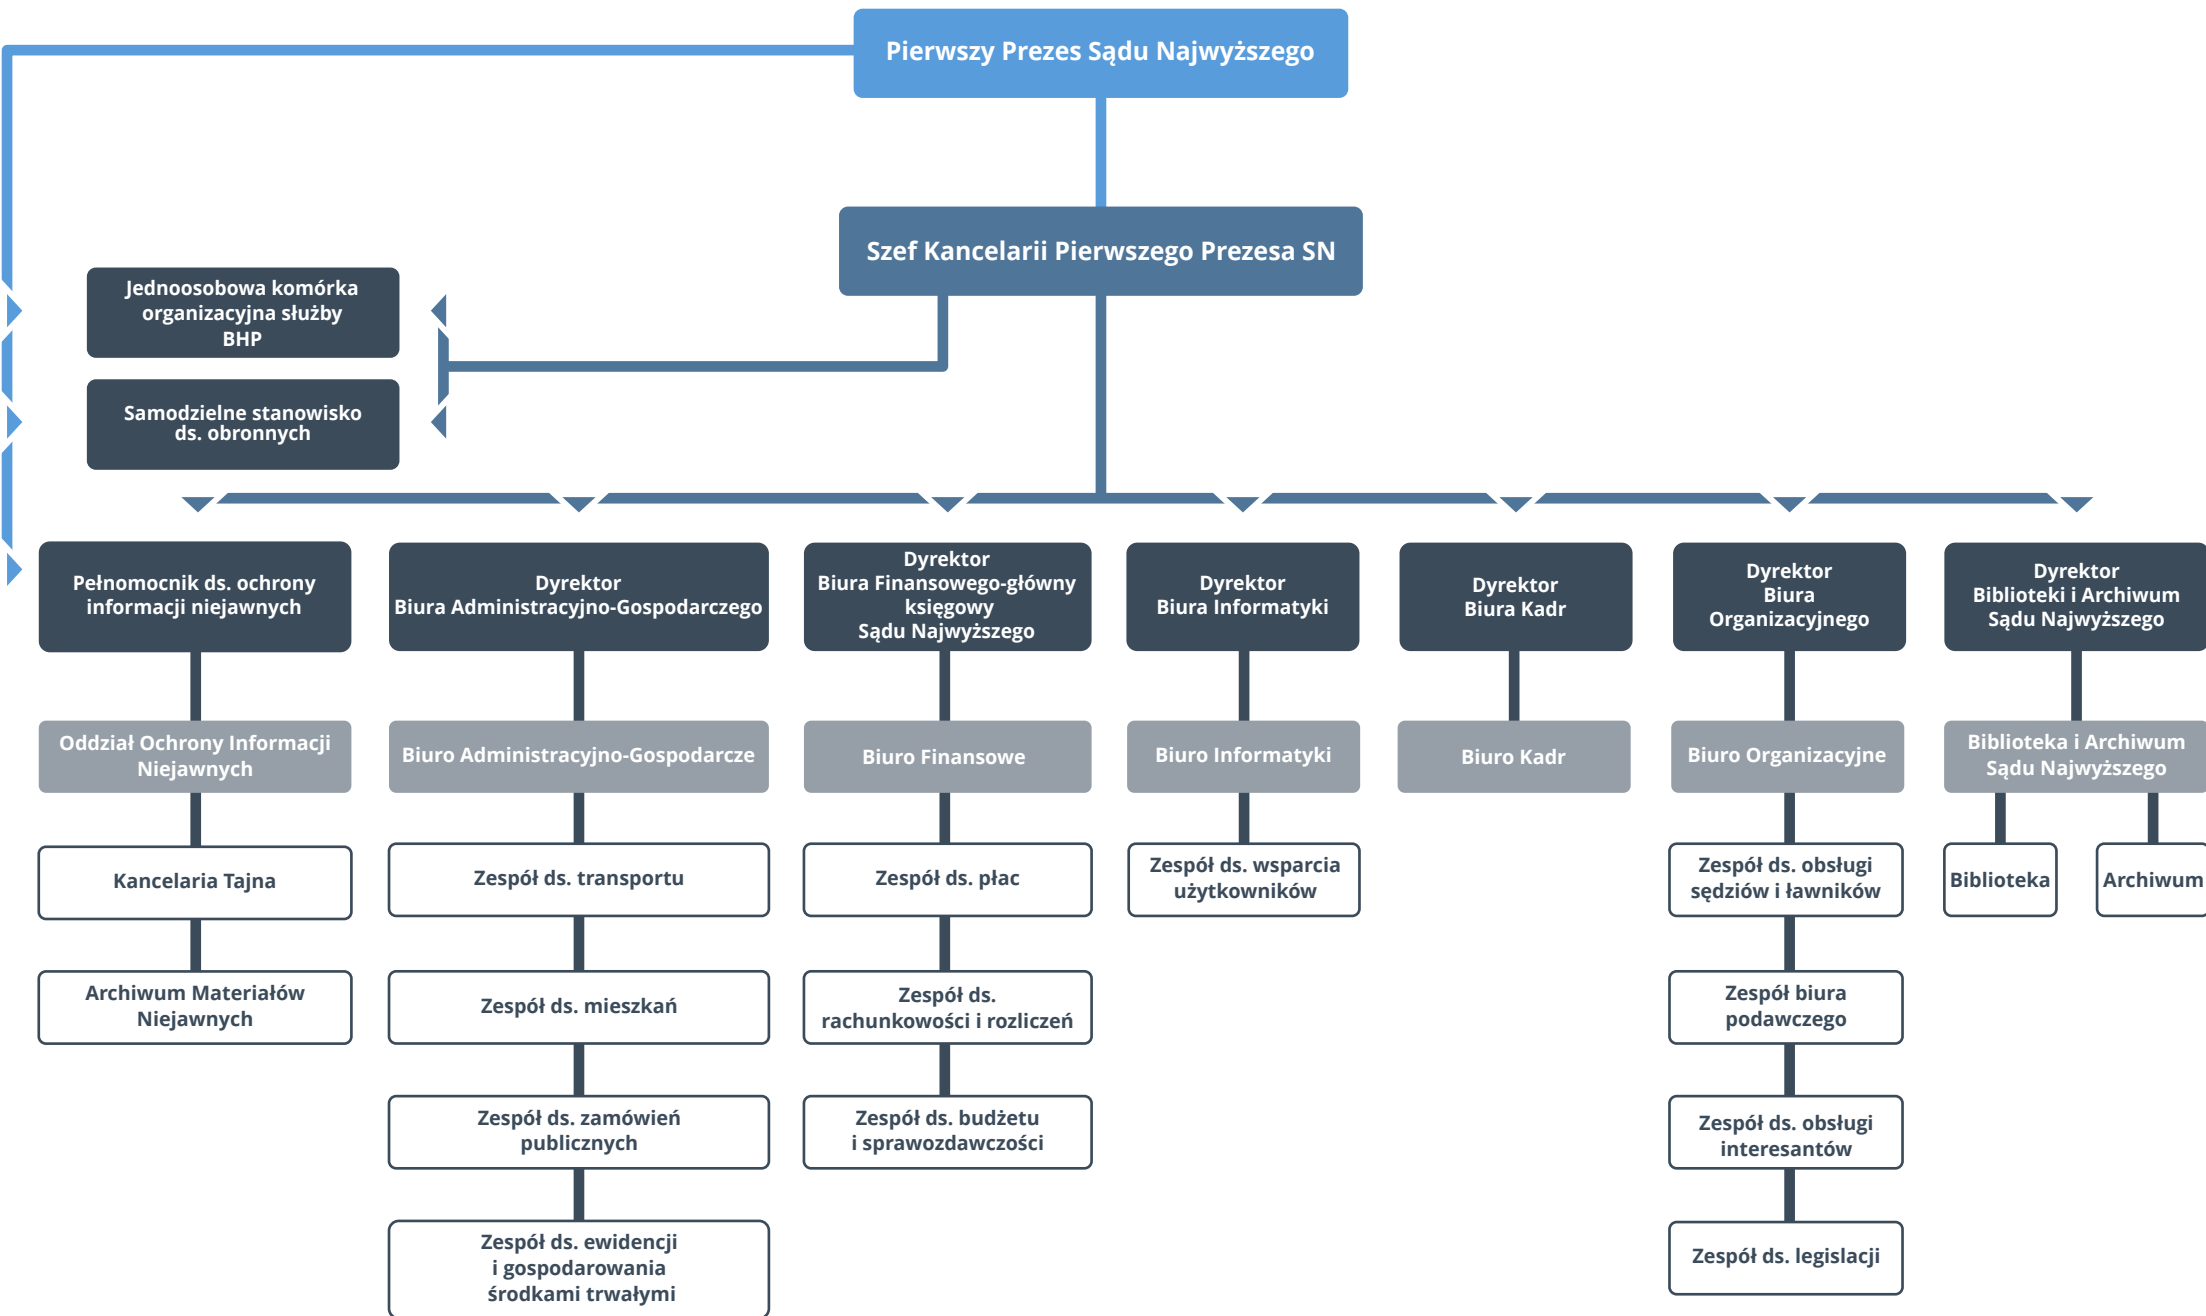 Pierwszy Prezes Sądu Najwyższego
Szef Kancelarii Pierwszego Prezesa SN
Jednoosobowa komórka
organizacyjna służby
BHP
Samodzielne stanowisko
ds. obronnych
Pełnomocnik ds. ochrony
informacji niejawnych
Dyrektor
Biura Administracyjno-Gospodarczego
Dyrektor
Biura Finansowego-główny
księgowy
Sądu Najwyższego
Dyrektor
Biura Informatyki
Dyrektor
Biura Kadr
Dyrektor
Biura
Organizacyjnego
Dyrektor
Biblioteki i Archiwum
Sądu Najwyższego
Oddział Ochrony Informacji
Niejawnych
Biuro Administracyjno-Gospodarcze
Biuro Finansowe
Biuro Informatyki
Biuro Kadr
Biuro Organizacyjne
Biblioteka i Archiwum
Sądu Najwyższego
Kancelaria Tajna
Zespół ds. transportu
Zespół ds. płac
Zespół ds. wsparcia
użytkowników
Zespół ds. obsługi
sędziów i ławników
Biblioteka
Archiwum
Archiwum Materiałów
Niejawnych
Zespół ds. mieszkań
Zespół ds.
rachunkowości i rozliczeń
Zespół biura
podawczego
Zespół ds. zamówień
publicznych
Zespół ds. budżetu
i sprawozdawczości
Zespół ds. obsługi
interesantów
Zespół ds. ewidencji
i gospodarowania
środkami trwałymi
Zespół ds. legislacji